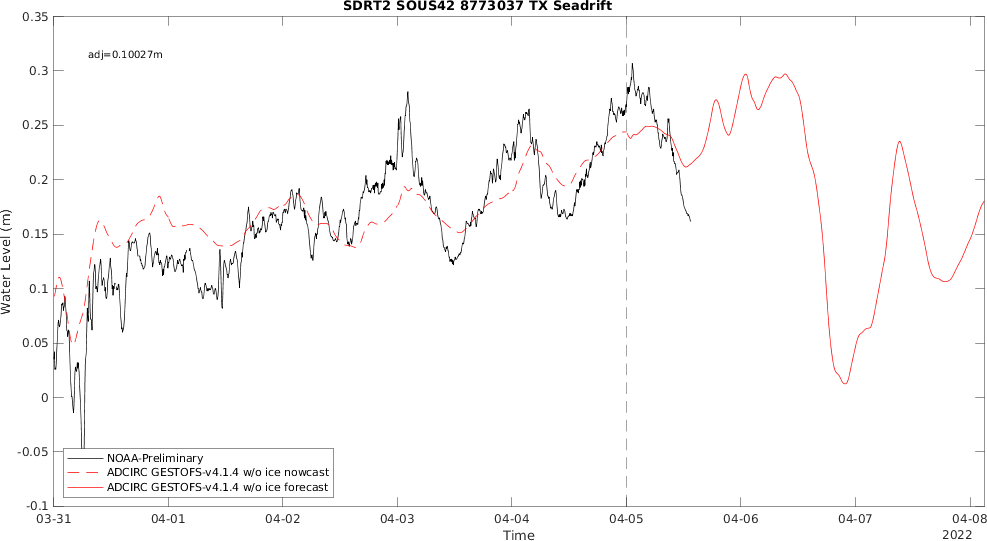 SDRT2 SOUS42 8773037 TX Seadrift
adj=0.10027m
0.35
0.3
0.25
0.2
0.15
0.1
0.05
0
-0.05
-0.1
Water Level (m)
NOAA-Preliminary
ADCIRC GESTOFS-v4.1.4 w/o ice nowcast
ADCIRC GESTOFS-v4.1.4 w/o ice forecast
03-31 04-01 04-02 04-03 04-04 04-05 04-06 04-07 04-08
Time
2022